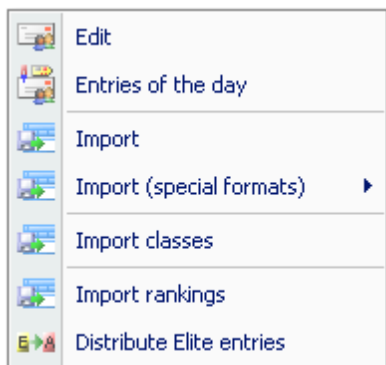 Edit
Entries of the day
Import
Import (special formats)
Import classes
Import rankings
E A Distribute Elite entries